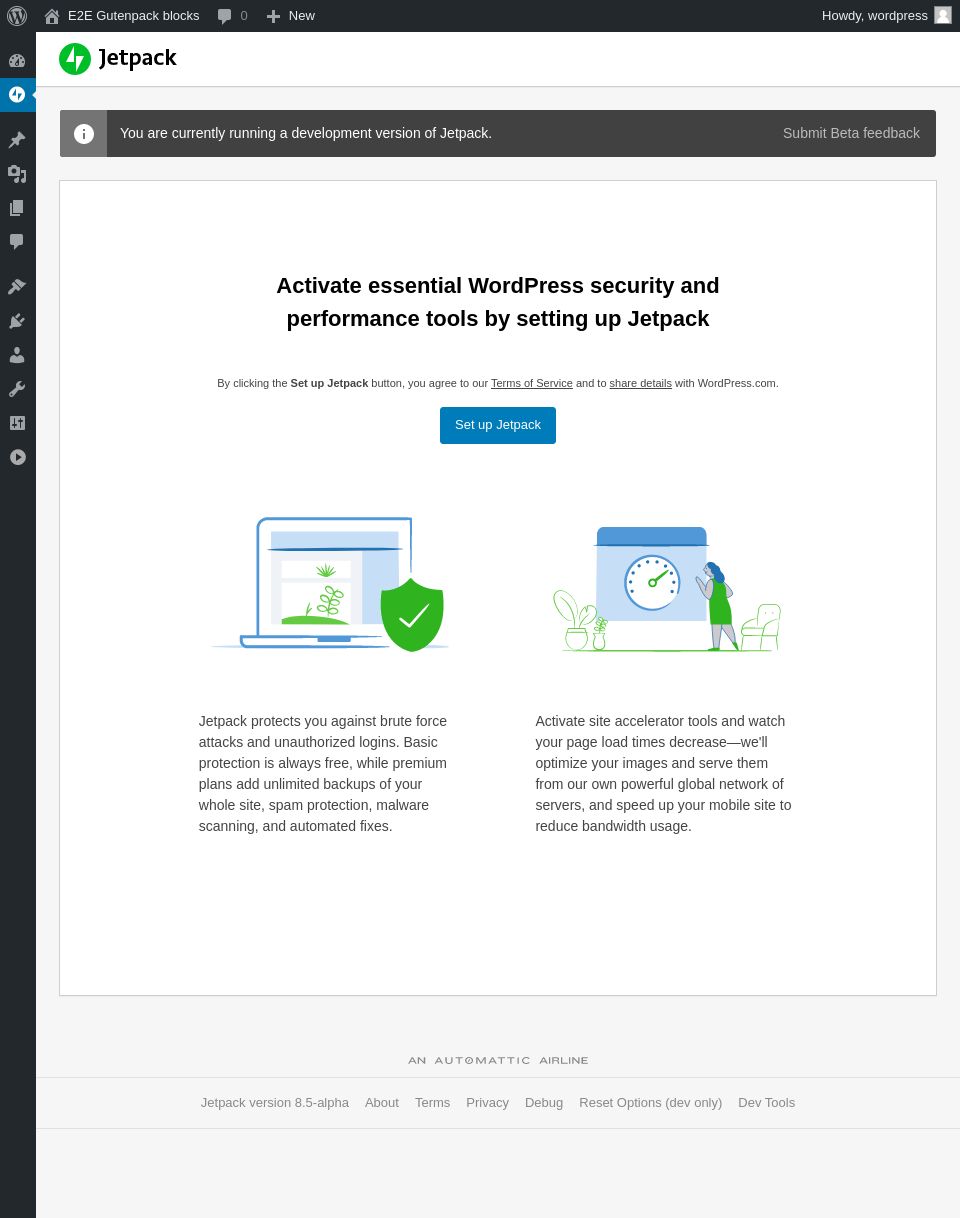 E2E Gutenpack blocks 0 New Howdy, wordpress
Jetpack
You are currently running a development version of Jetpack. Submit Beta feedback
Activate essential WordPress security and
performance tools by setting up Jetpack
By clicking the Set up Jetpack button, you agree to our Terms of Service and to share details with WordPress.com.
Set up Jetpack
Jetpack protects you against brute force
attacks and unauthorized logins. Basic
protection is always free, while premium
plans add unlimited backups of your
whole site, spam protection, malware
scanning, and automated fixes.
Activate site accelerator tools and watch
your page load times decrease—we'll
optimize your images and serve them
from our own powerful global network of
servers, and speed up your mobile site to
reduce bandwidth usage.
AN AUTOMATTIC AIRLINE
Jetpack version 8.5-alpha About Terms Privacy Debug Reset Options (dev only) Dev Tools